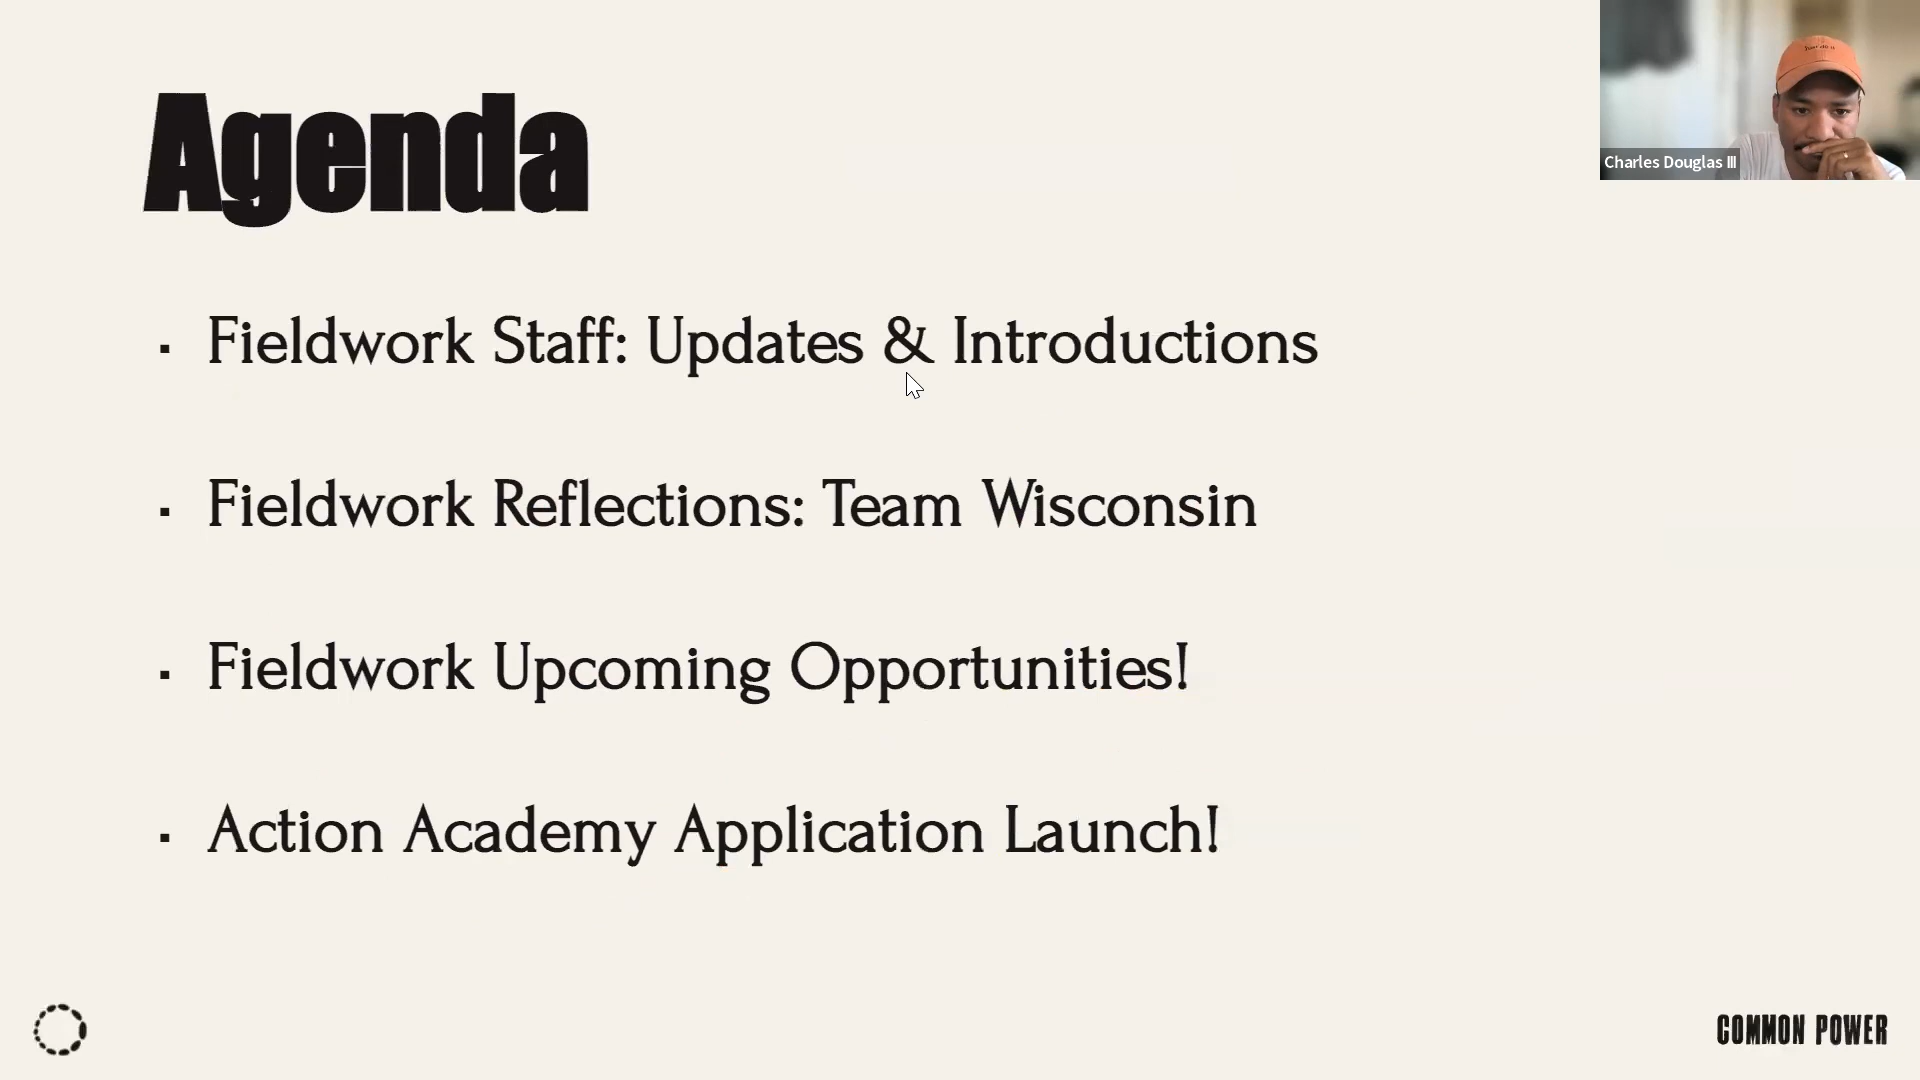 Agenda
Charles Douglas III
▪ Fieldwork Staff: Updates & Introductions
▪ Fieldwork Reflections: Team Wisconsin
▪ Fieldwork Upcoming Opportunities!
▪ Action Academy Application Launch!
COMMON POWER